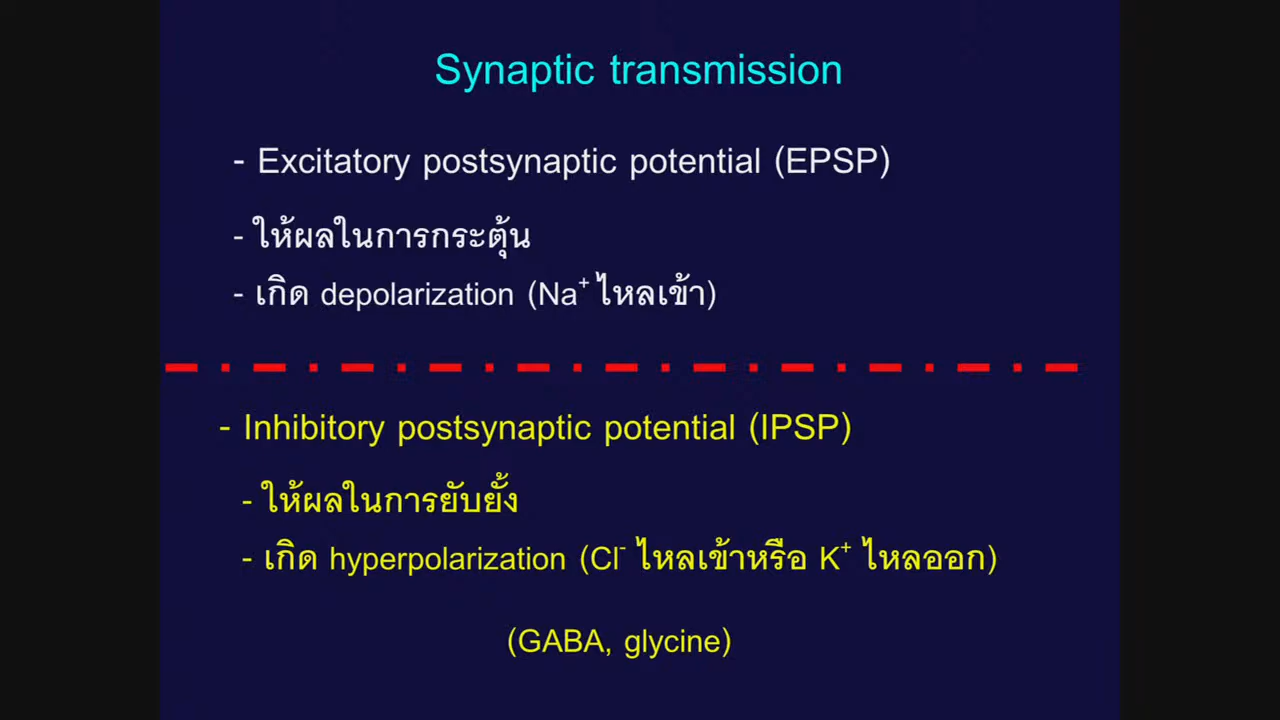 Synaptic transmission
- Excitatory postsynaptic potential (EPSP)
- ให้ผลในการกระตุ้น
- เกิด depolarization (Na⁺ ไหลเข้า)
- Inhibitory postsynaptic potential (IPSP)
- ให้ผลในการยับยั้ง
- เกิด hyperpolarization (Cl⁻ ไหลเข้าหรือ K⁺ ไหลออก)
(GABA, glycine)